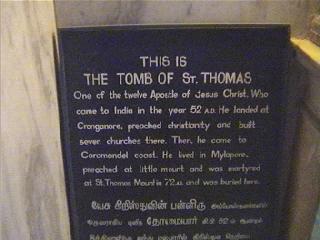 THIS IS
THE TOMB OF ST. THOMAS
One of the twelve Apostle of Jesus Christ. Who
came to India in the year 52 A.D. He landed at
Cranganore, preached christianity and built
seven churches there. Then, he came to
Coromendel coast. He lived in Mylapore,
preached at little mount and was martyred
at St. Thomas Mount in 72 A.D. and was buried here.
யேசு கிறிஸ்துவின் பன்னிரு
தோமையார் கி.பி 52 ல்